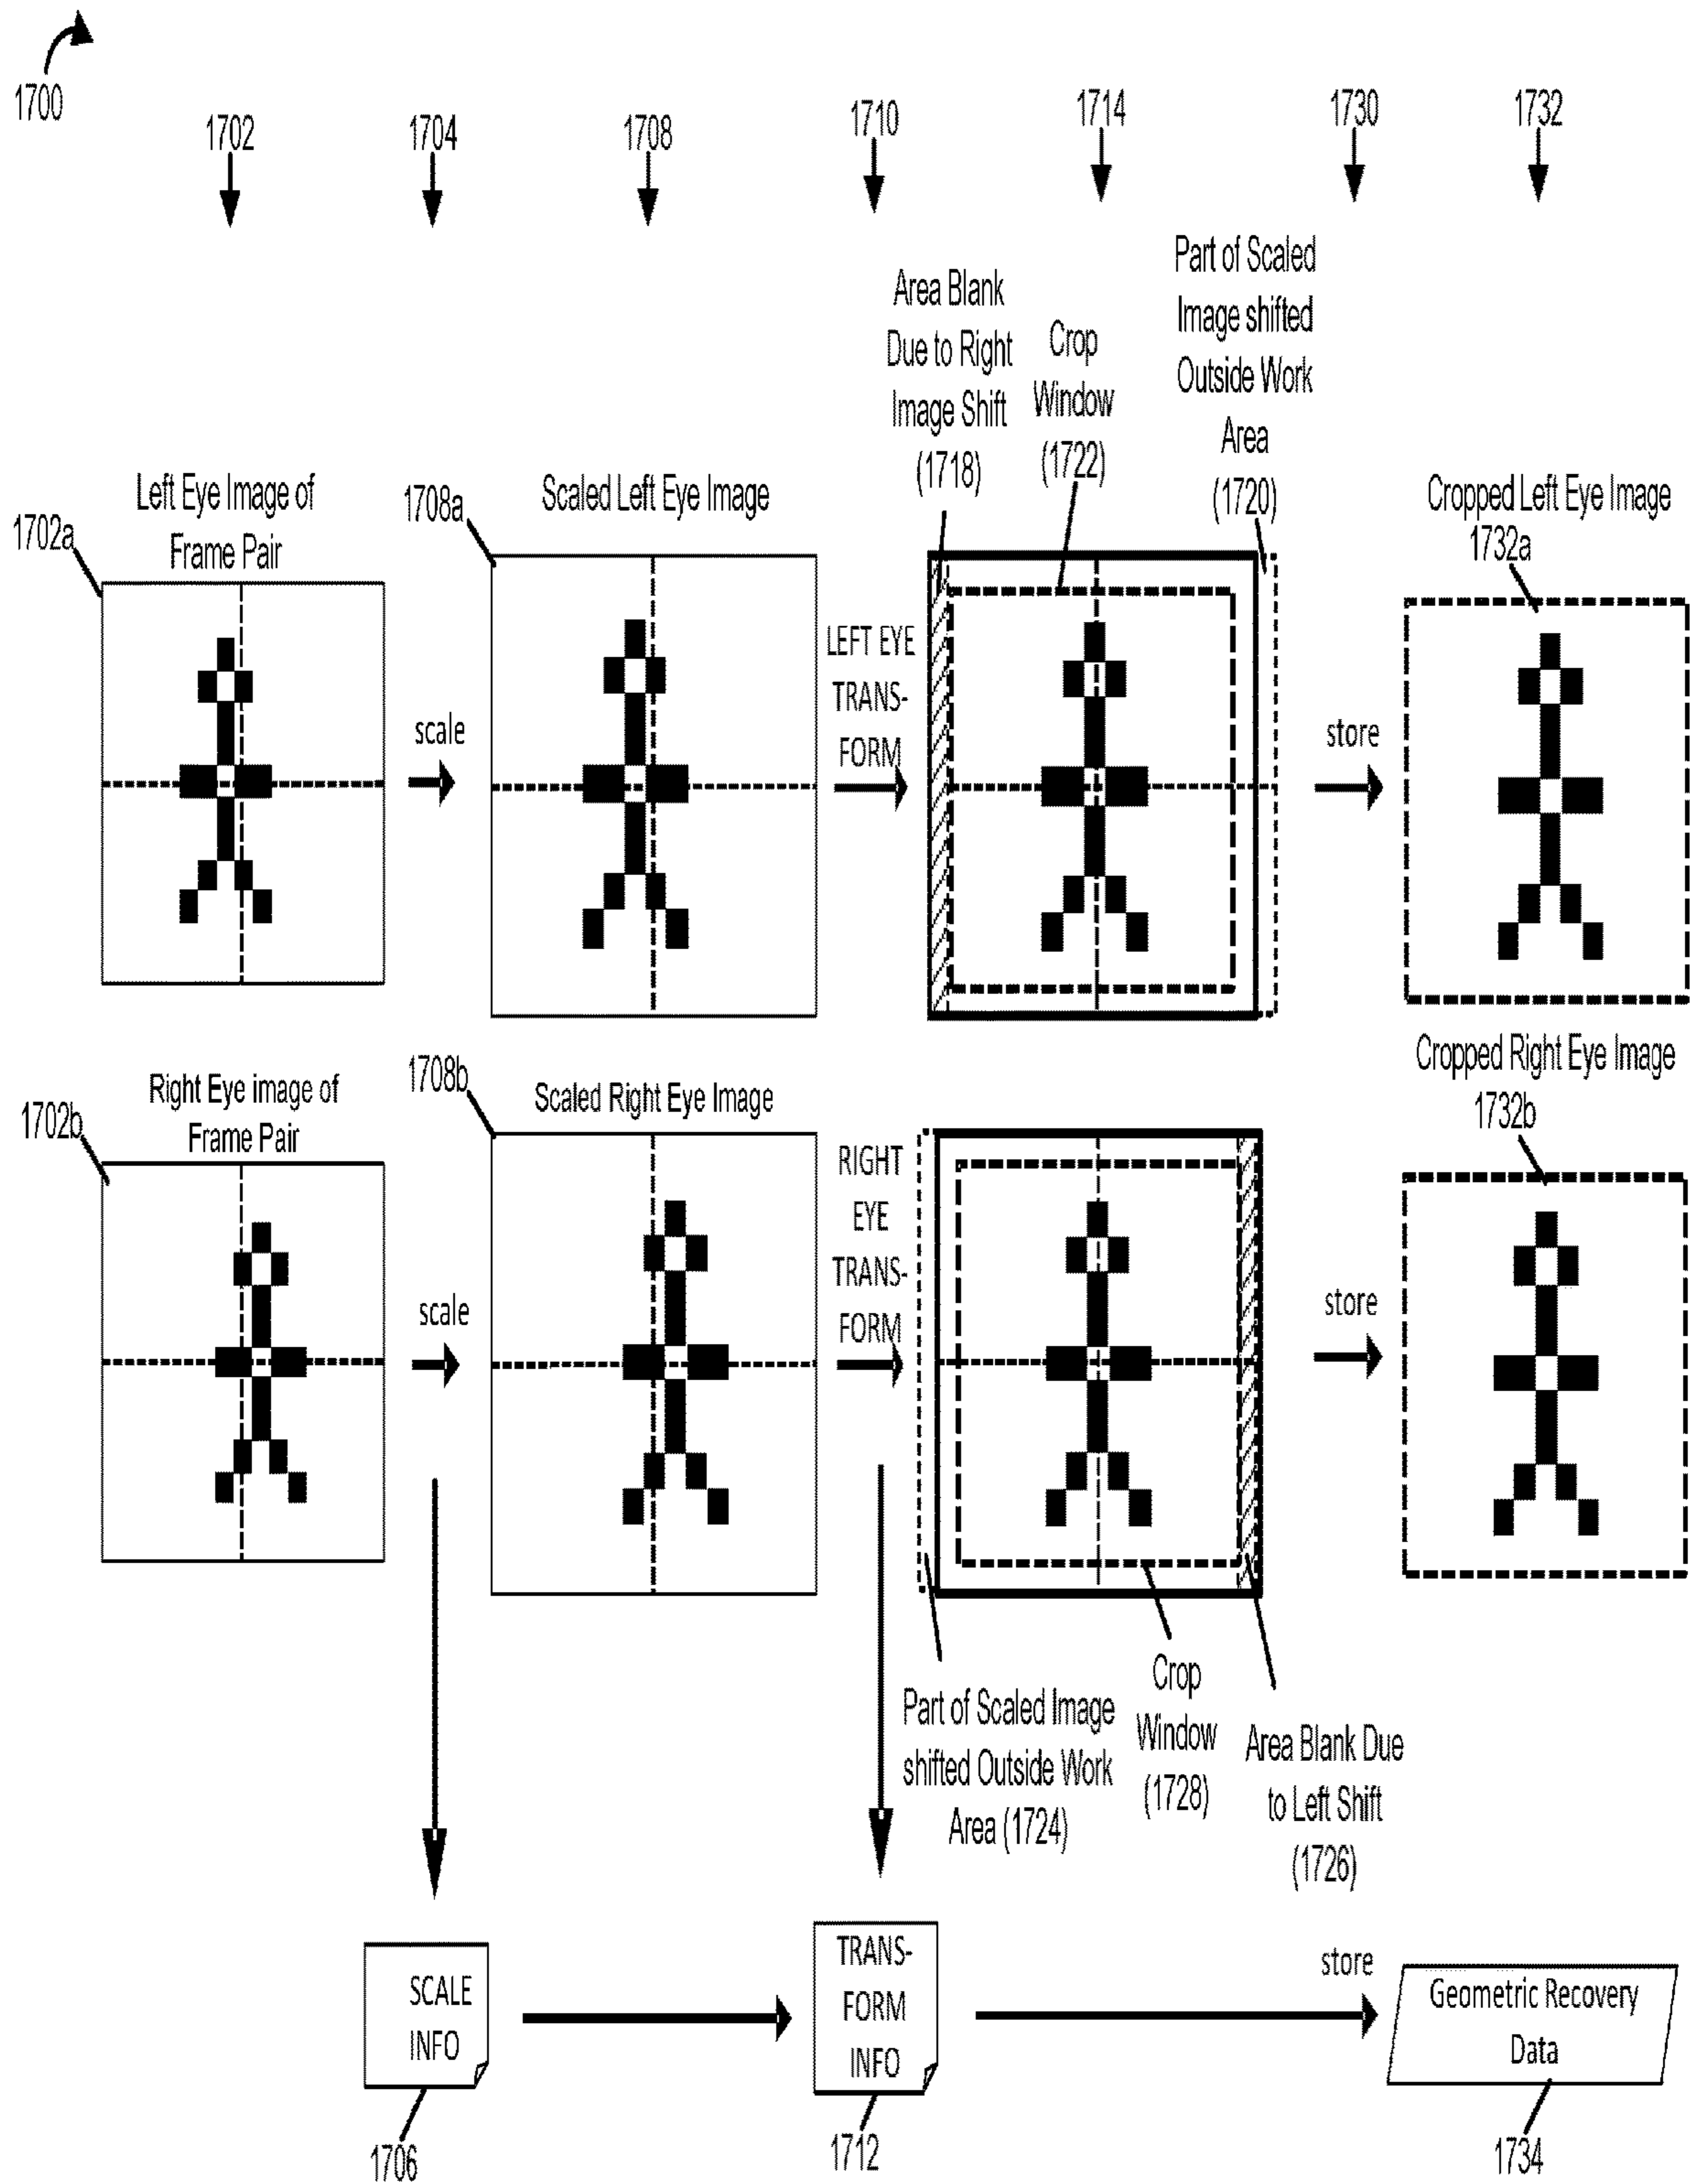 1700
1702
1704
1708
1710
1714
1730
1732
Area Blank
Due to Right
Image Shift
(1718)
Crop
Window
(1722)
Part of Scaled
Image shifted
Outside Work
Area
(1720)
Left Eye Image of
Frame Pair
1702a
Scaled Left Eye Image
1708a
Cropped Left Eye Image
1732a
scale
LEFT EYE
TRANS-
FORM
store
Right Eye image of
Frame Pair
1702b
Scaled Right Eye Image
1708b
Cropped Right Eye Image
1732b
scale
RIGHT
EYE
TRANS-
FORM
store
Part of Scaled Image
shifted Outside Work
Area (1724)
Crop
Window
(1728)
Area Blank Due
to Left Shift
(1726)
SCALE
INFO
1706
TRANS-
FORM
INFO
1712
store
Geometric Recovery
Data
1734